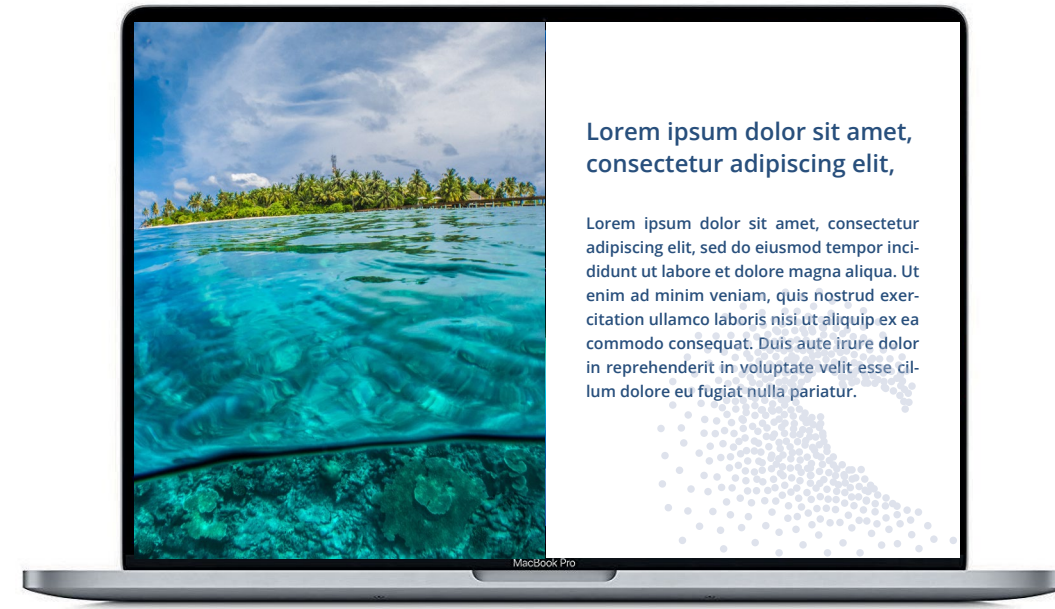 Lorem ipsum dolor sit amet,
consectetur adipiscing elit,
Lorem ipsum dolor sit amet, consectetur
adipiscing elit, sed do eiusmod tempor inci-
didunt ut labore et dolore magna aliqua. Ut
enim ad minim veniam, quis nostrud exer-
citation ullamco laboris nisi ut aliquip ex ea
commodo consequat. Duis aute irure dolor
in reprehenderit in voluptate velit esse cil-
lum dolore eu fugiat nulla pariatur.
MacBook Pro